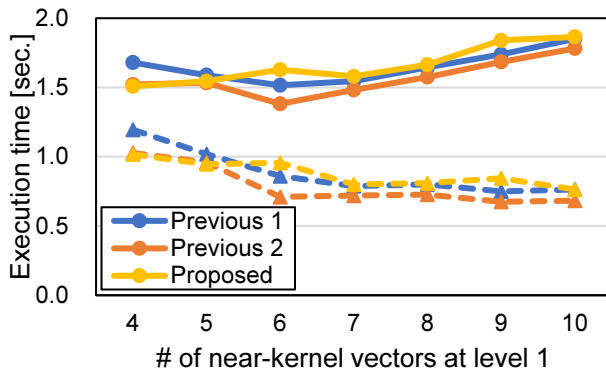 Execution time [sec.]
2.0
1.5
1.0
0.5
0.0
Previous 1
Previous 2
Proposed
4 5 6 7 8 9 10
# of near-kernel vectors at level 1